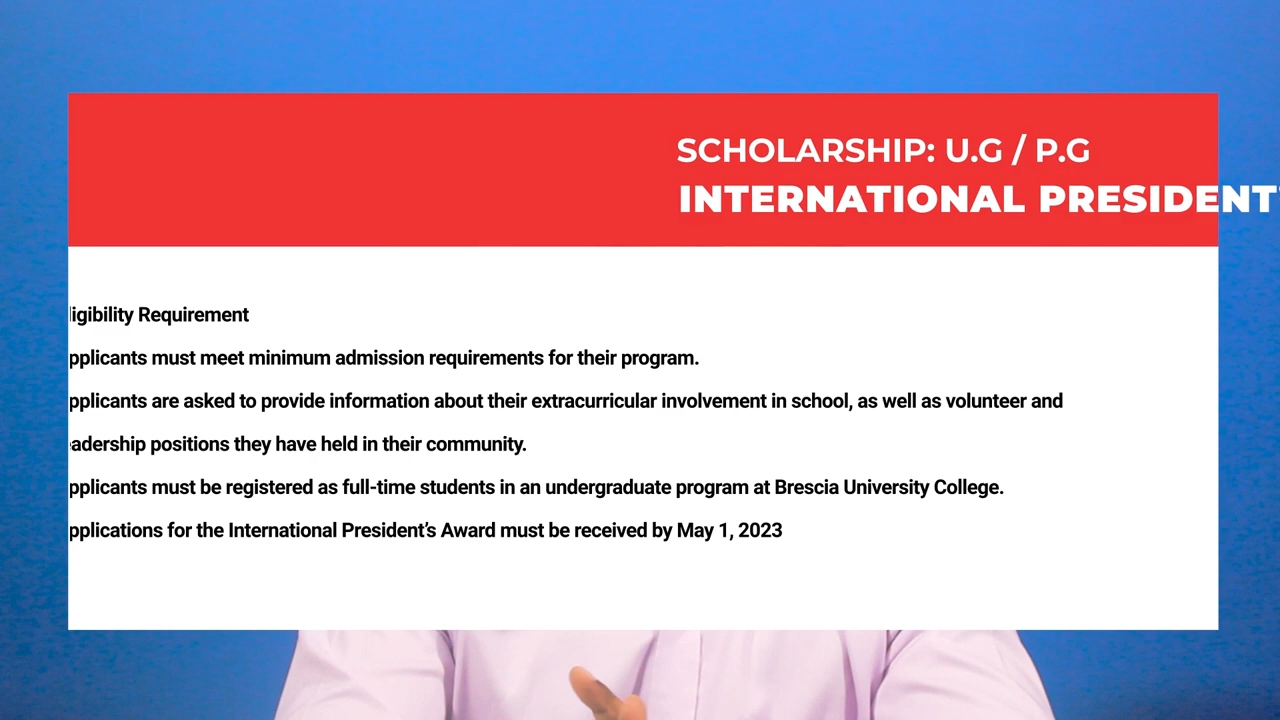 SCHOLARSHIP: U.G / P.G
INTERNATIONAL PRESIDENT'
ligibility Requirement
pplicants must meet minimum admission requirements for their program.
pplicants are asked to provide information about their extracurricular involvement in school, as well as volunteer and
eadership positions they have held in their community.
pplicants must be registered as full-time students in an undergraduate program at Brescia University College.
pplications for the International President’s Award must be received by May 1, 2023